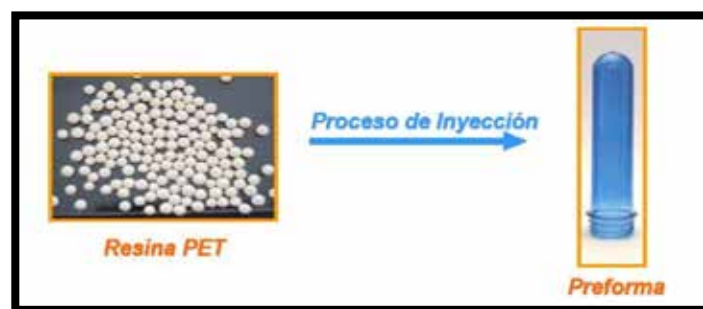 Proceso de Inyección
Resina PET
Preforma